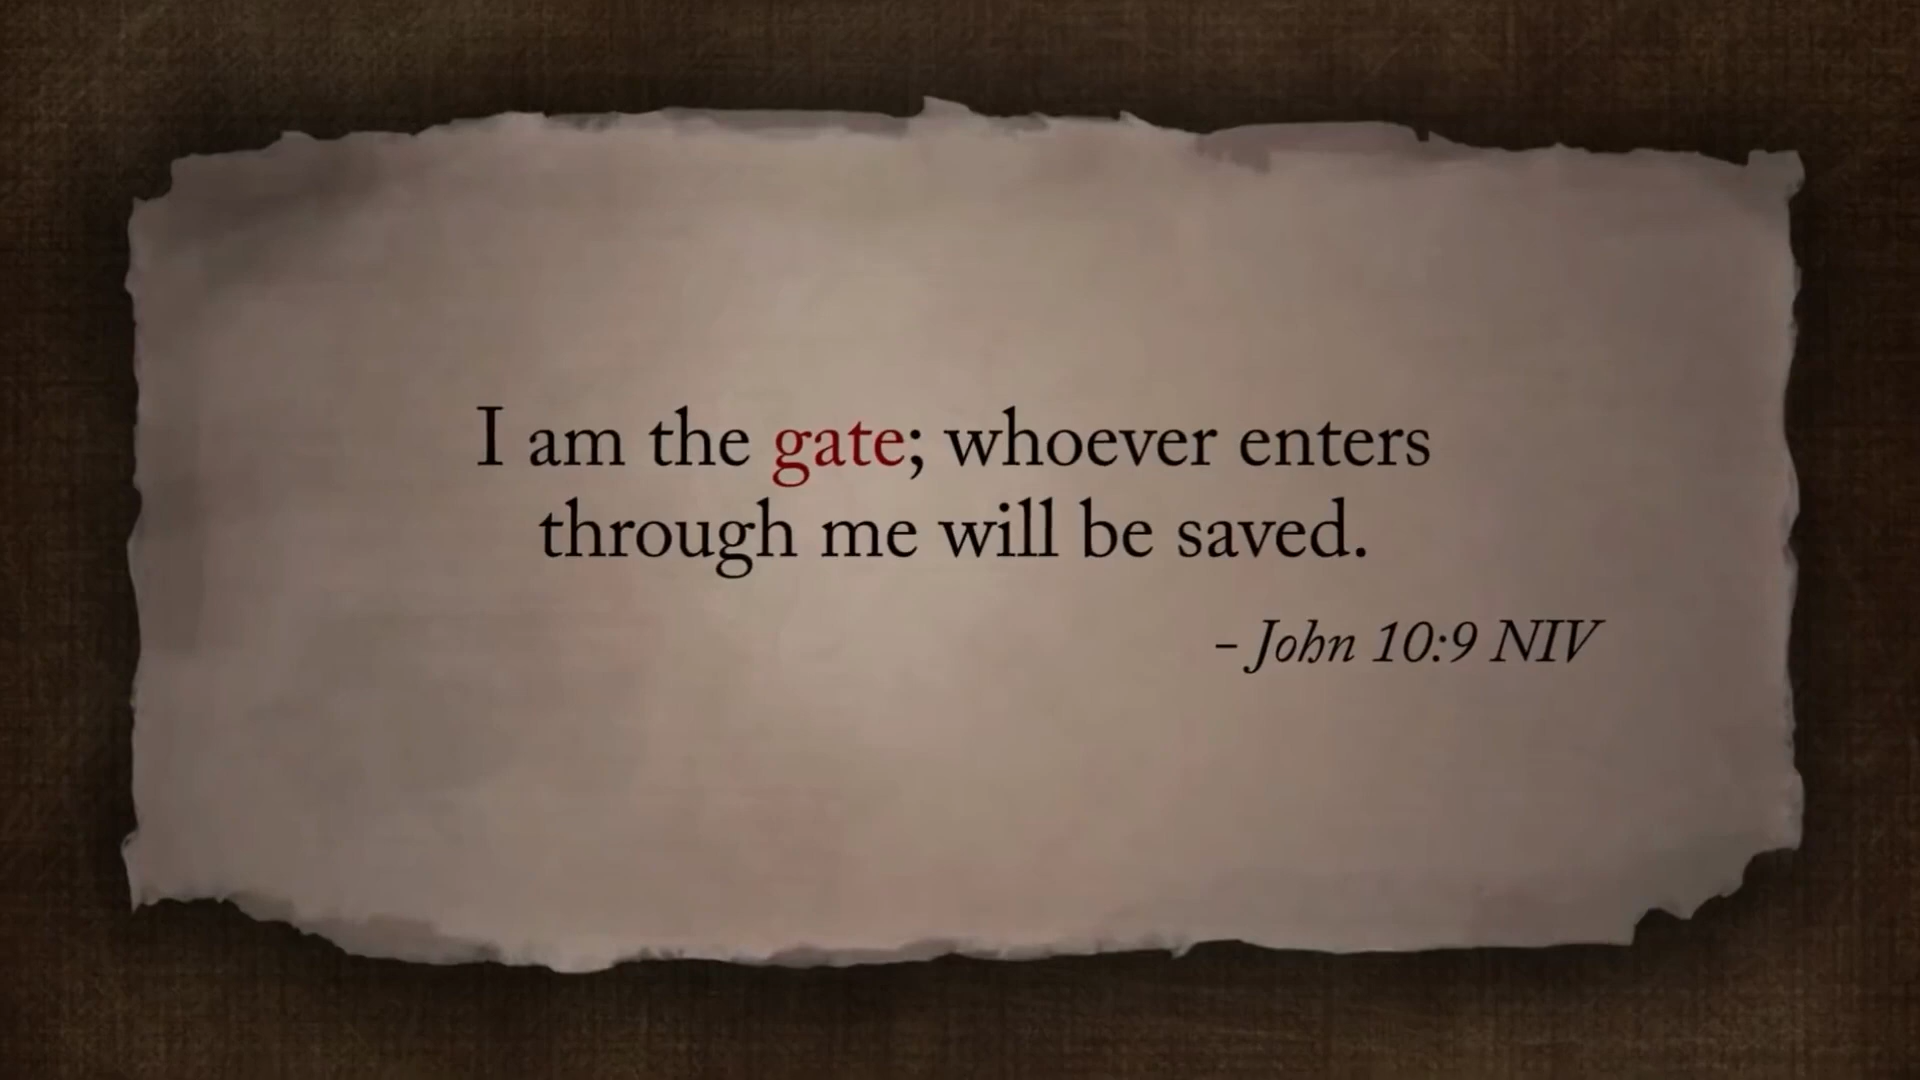 I am the gate; whoever enters
through me will be saved.
- John 10:9 NIV